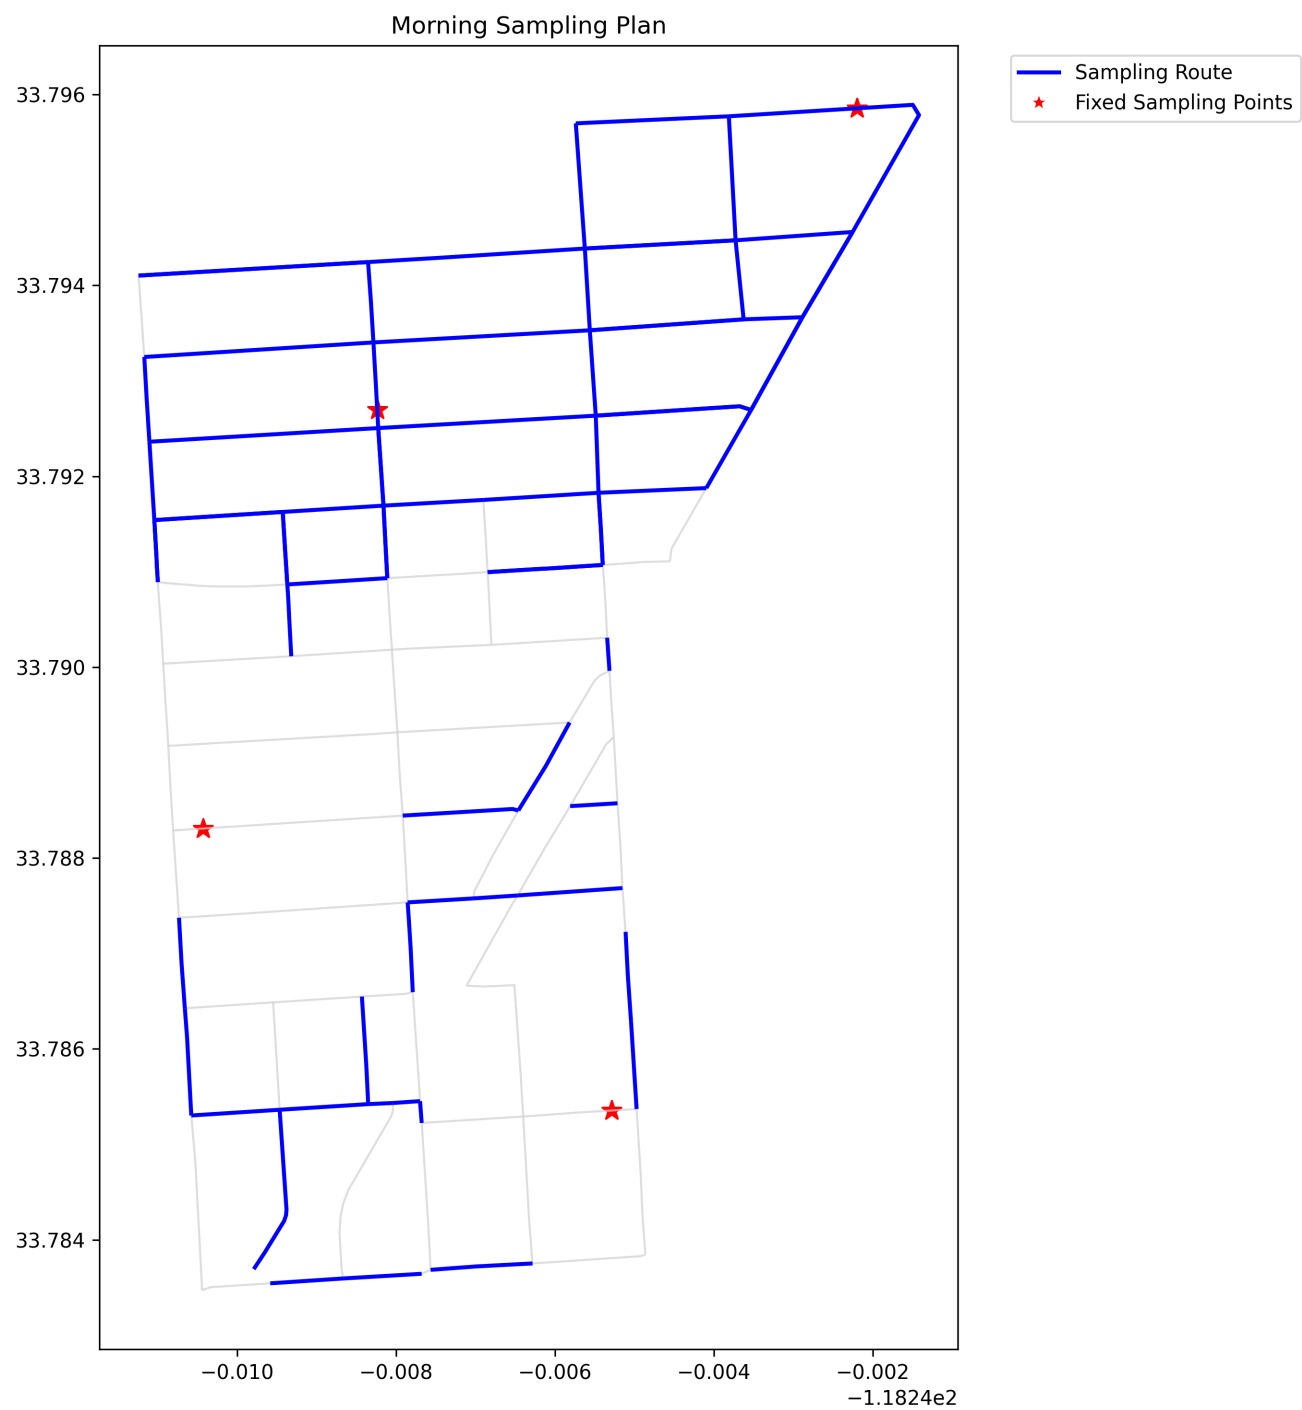 Morning Sampling Plan
Sampling Route
Fixed Sampling Points
33.796
33.794
33.792
33.790
33.788
33.786
33.784
−0.010 −0.008 −0.006 −0.004 −0.002
−1.1824e2